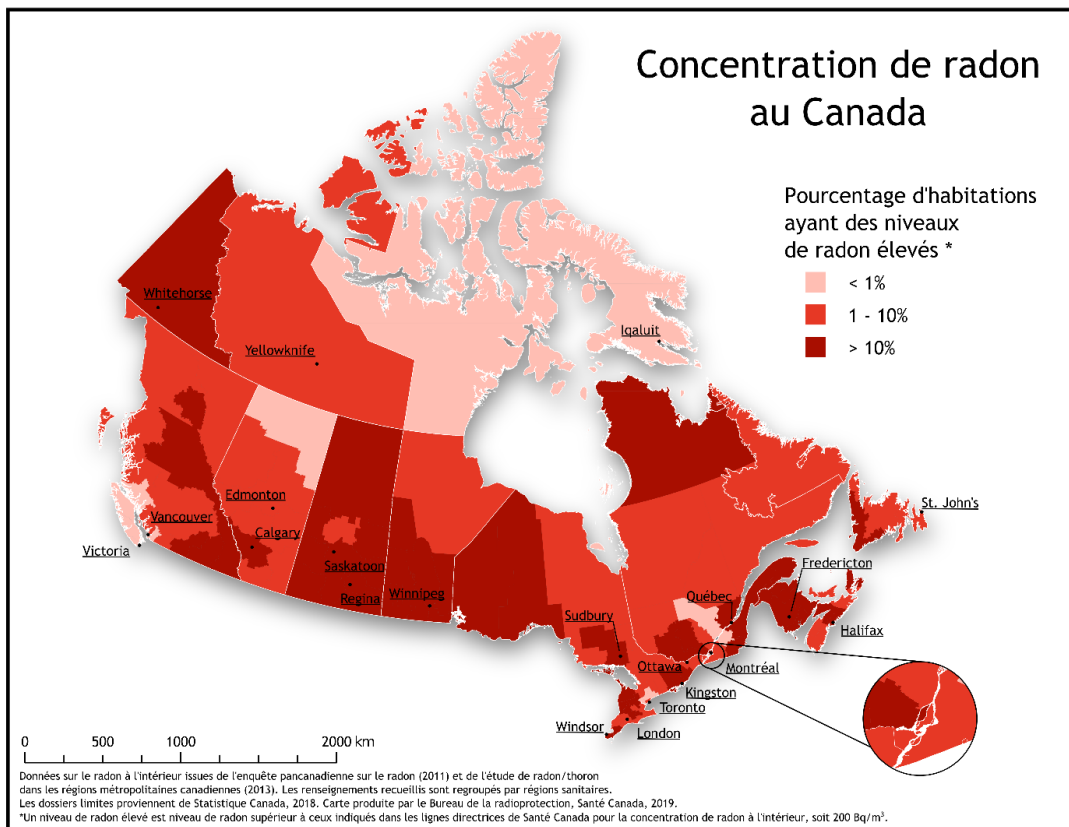 Concentration de radon
au Canada
Pourcentage d'habitations
ayant des niveaux
de radon élevés *
< 1%
1 - 10%
> 10%
Whitehorse
Yellowknife
Iqaluit
Edmonton
Vancouver
Calgary
Victoria
Saskatoon
Regina
Winnipeg
St. John's
Fredericton
Québec
Sudbury
Halifax
Ottawa
Montréal
Kingston
Toronto
Windsor
London
0 500 1000 2000 km
Données sur le radon à l'intérieur issues de l'enquête pancanadienne sur le radon (2011) et de l'étude de radon/thoron
dans les régions métropolitaines canadiennes (2013). Les renseignements recueillis sont regroupés par régions sanitaires.
Les dossiers limites proviennent de Statistique Canada, 2018. Carte produite par le Bureau de la radioprotection, Santé Canada, 2019.
*Un niveau de radon élevé est niveau de radon supérieur à ceux indiqués dans les lignes directrices de Santé Canada pour la concentration de radon à l'intérieur, soit 200 Bq/m³.